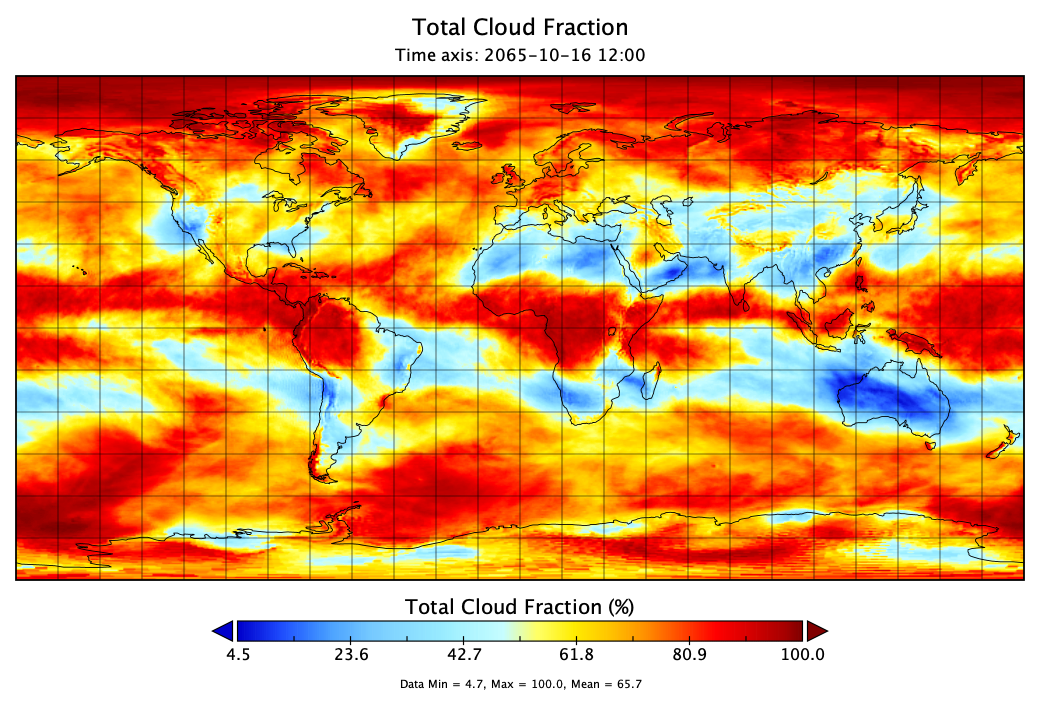 Total Cloud Fraction
Time axis: 2065-10-16 12:00
Total Cloud Fraction (%)
4.5 23.6 42.7 61.8 80.9 100.0
Data Min = 4.7, Max = 100.0, Mean = 65.7